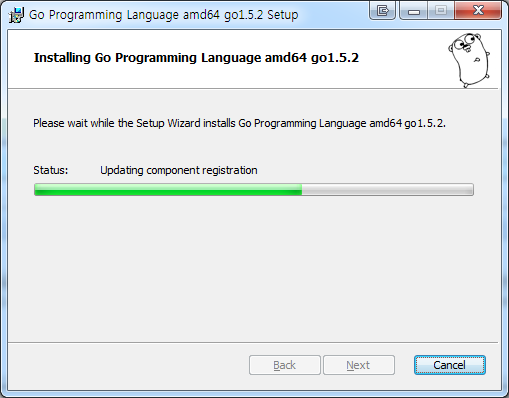 Go Programming Language amd64 go1.5.2 Setup
Installing Go Programming Language amd64 go1.5.2
Please wait while the Setup Wizard installs Go Programming Language amd64 go1.5.2.
Status: Updating component registration
Back Next Cancel